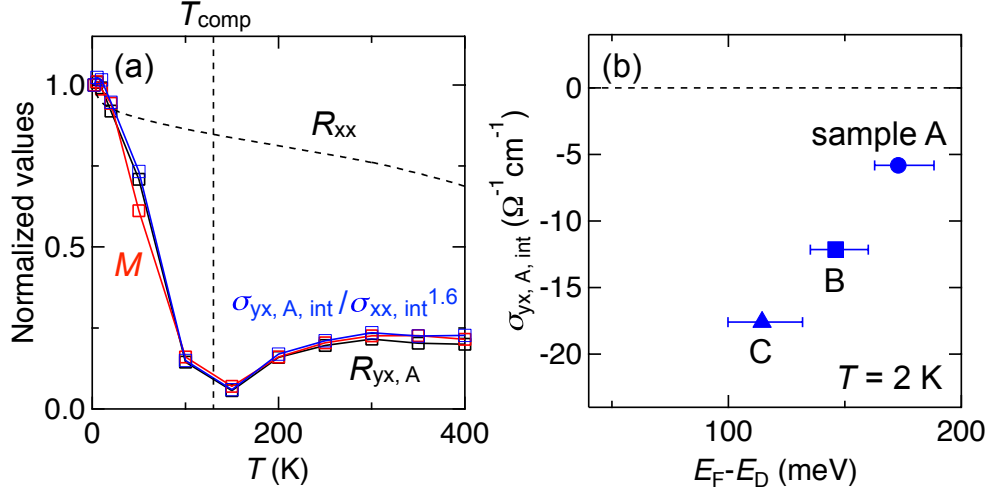 T_comp
(a)
1.0
0.5
0.0
Normalized values
R_xx
M
σ_yx, A, int/σ_xx, int^1.6
R_yx, A
0
200
400
T (K)
(b)
0
-5
-10
-15
-20
σ_yx, A, int (Ω^-1 cm^-1)
sample A
B
C
T = 2 K
100
200
E_F-E_D (meV)